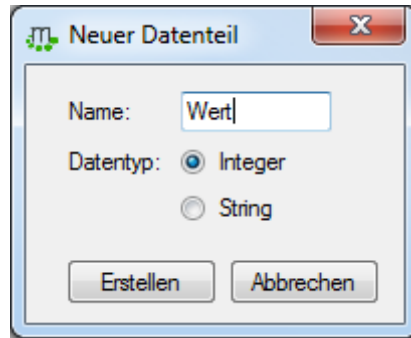 Neuer Datenteil
Name: Wert
Datentyp: Integer
String
Erstellen Abbrechen